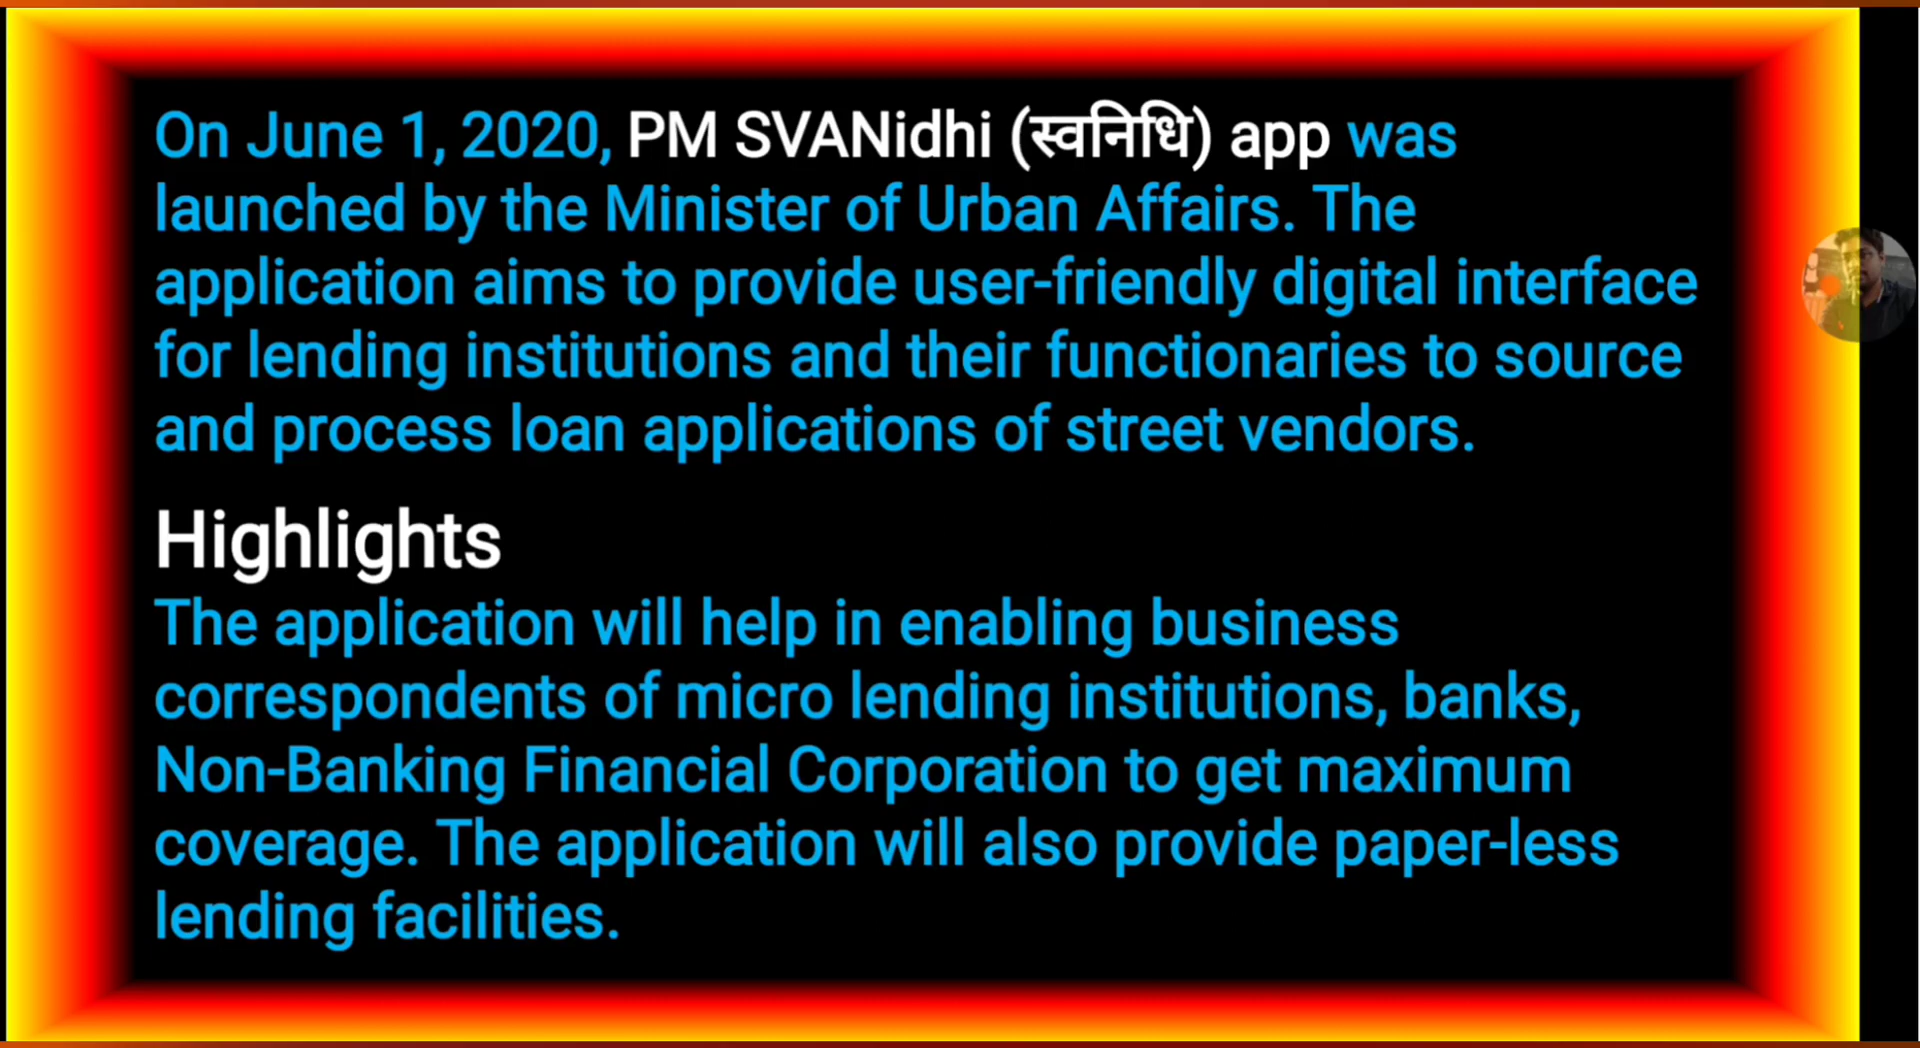 On June 1, 2020, PM SVANidhi (स्वनिधि) app was
launched by the Minister of Urban Affairs. The
application aims to provide user-friendly digital interface
for lending institutions and their functionaries to source
and process loan applications of street vendors.
Highlights
The application will help in enabling business
correspondents of micro lending institutions, banks,
Non-Banking Financial Corporation to get maximum
coverage. The application will also provide paper-less
lending facilities.